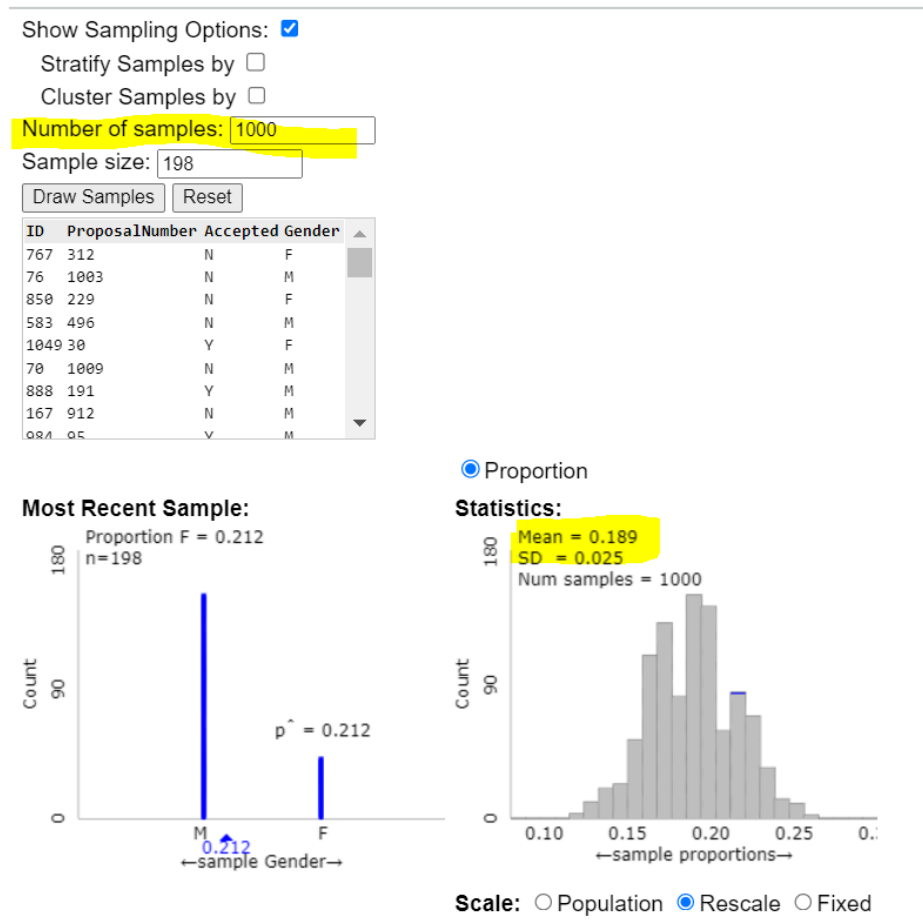 Show Sampling Options:
Stratify Samples by
Cluster Samples by
Number of samples: 1000
Sample size: 198
Draw Samples Reset
ID ProposalNumber Accepted Gender
767 312 N F
76 1003 N M
850 229 N F
583 496 N M
1049 30 Y F
70 1009 N M
888 191 Y M
167 912 N M
984 95 Y M
Proportion
Most Recent Sample:
Proportion F = 0.212
n=198
180
90
0
Count
p^ = 0.212
M F
0.212
←sample Gender→
Statistics:
Mean = 0.189
SD = 0.025
Num samples = 1000
180
90
0
Count
0.10 0.15 0.20 0.25
←sample proportions→
Scale: Population Rescale Fixed